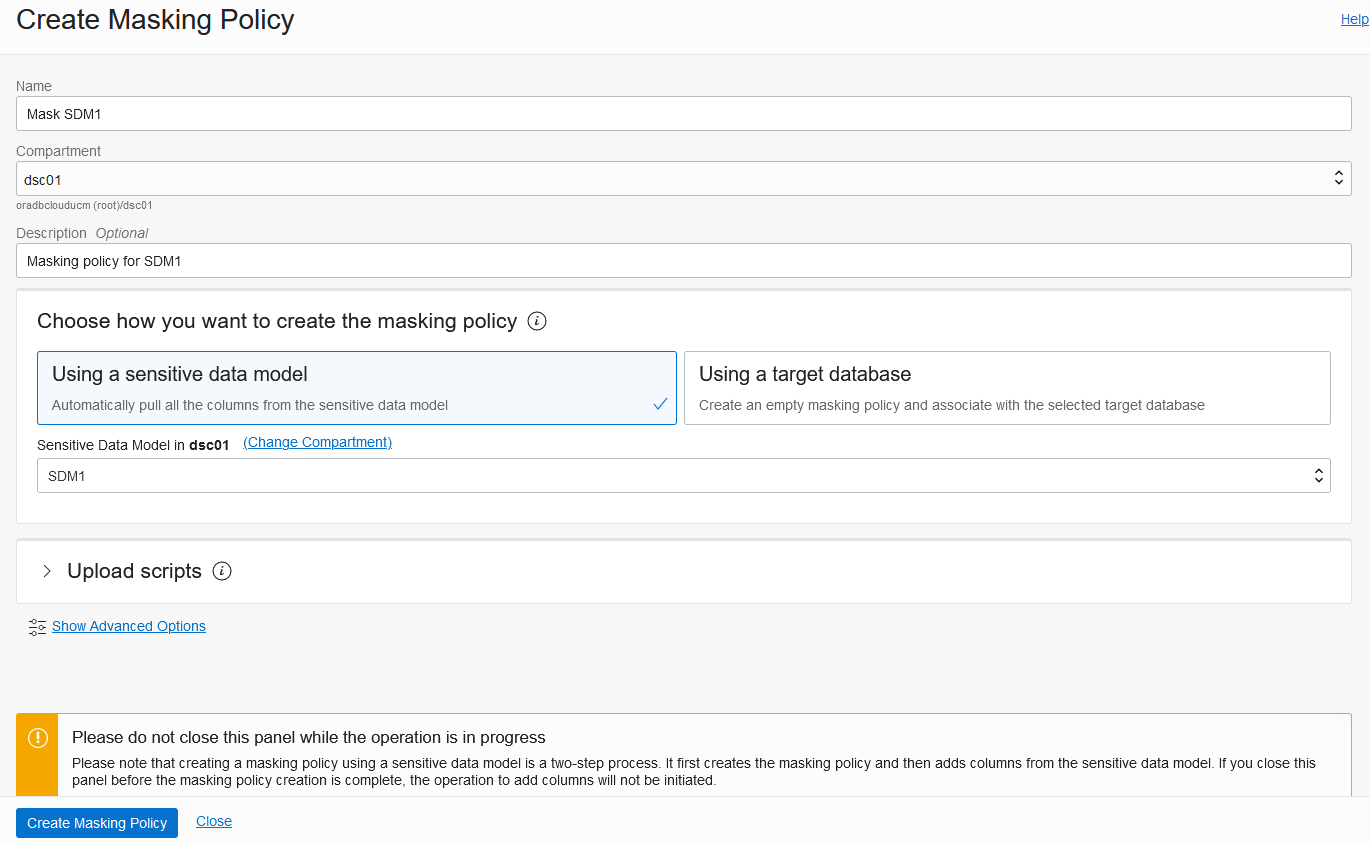 Create Masking Policy
Help
Name
Mask SDM1
Compartment
dsc01
oradbclouducm (root)/dsc01
Description Optional
Masking policy for SDM1
Choose how you want to create the masking policy
Using a sensitive data model
Automatically pull all the columns from the sensitive data model
Using a target database
Create an empty masking policy and associate with the selected target database
Sensitive Data Model in dsc01 (Change Compartment)
SDM1
Upload scripts
Show Advanced Options
Please do not close this panel while the operation is in progress
Please note that creating a masking policy using a sensitive data model is a two-step process. It first creates the masking policy and then adds columns from the sensitive data model. If you close this
panel before the masking policy creation is complete, the operation to add columns will not be initiated.
Create Masking Policy
Close